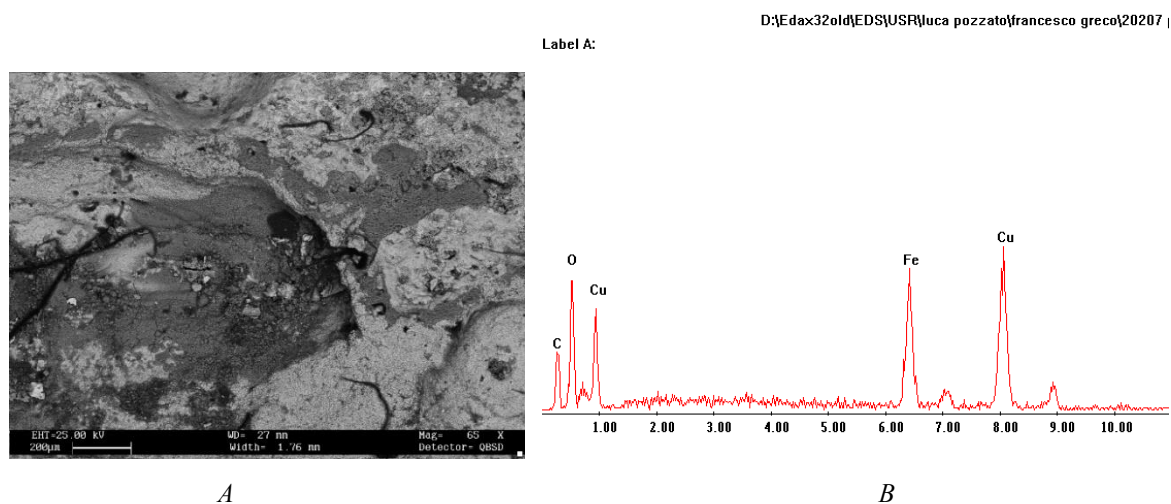 D:\Edax32old\EDS\USR\luca pozzato\francesco greco\20207 p
Label A:
O
Cu
C
Fe
Cu
1.00 2.00 3.00 4.00 5.00 6.00 7.00 8.00 9.00 10.00
EHT=25.00 kV WD= 27 mm Mag= 65 X
200µm Width= 1.76 mm Detector= QBSD
A B